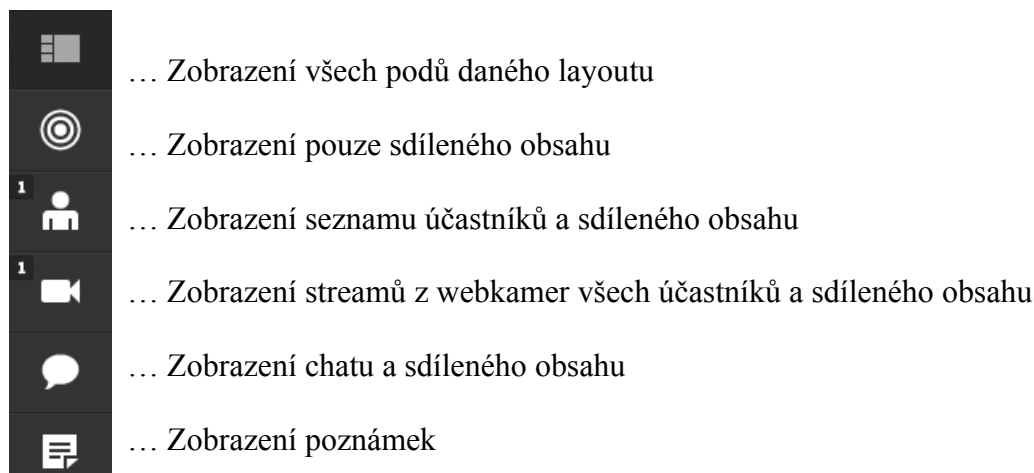 … Zobrazení všech podů daného layoutu
… Zobrazení pouze sdíleného obsahu
1
… Zobrazení seznamu účastníků a sdíleného obsahu
1
… Zobrazení streamů z webkamer všech účastníků a sdíleného obsahu
… Zobrazení chatu a sdíleného obsahu
… Zobrazení poznámek